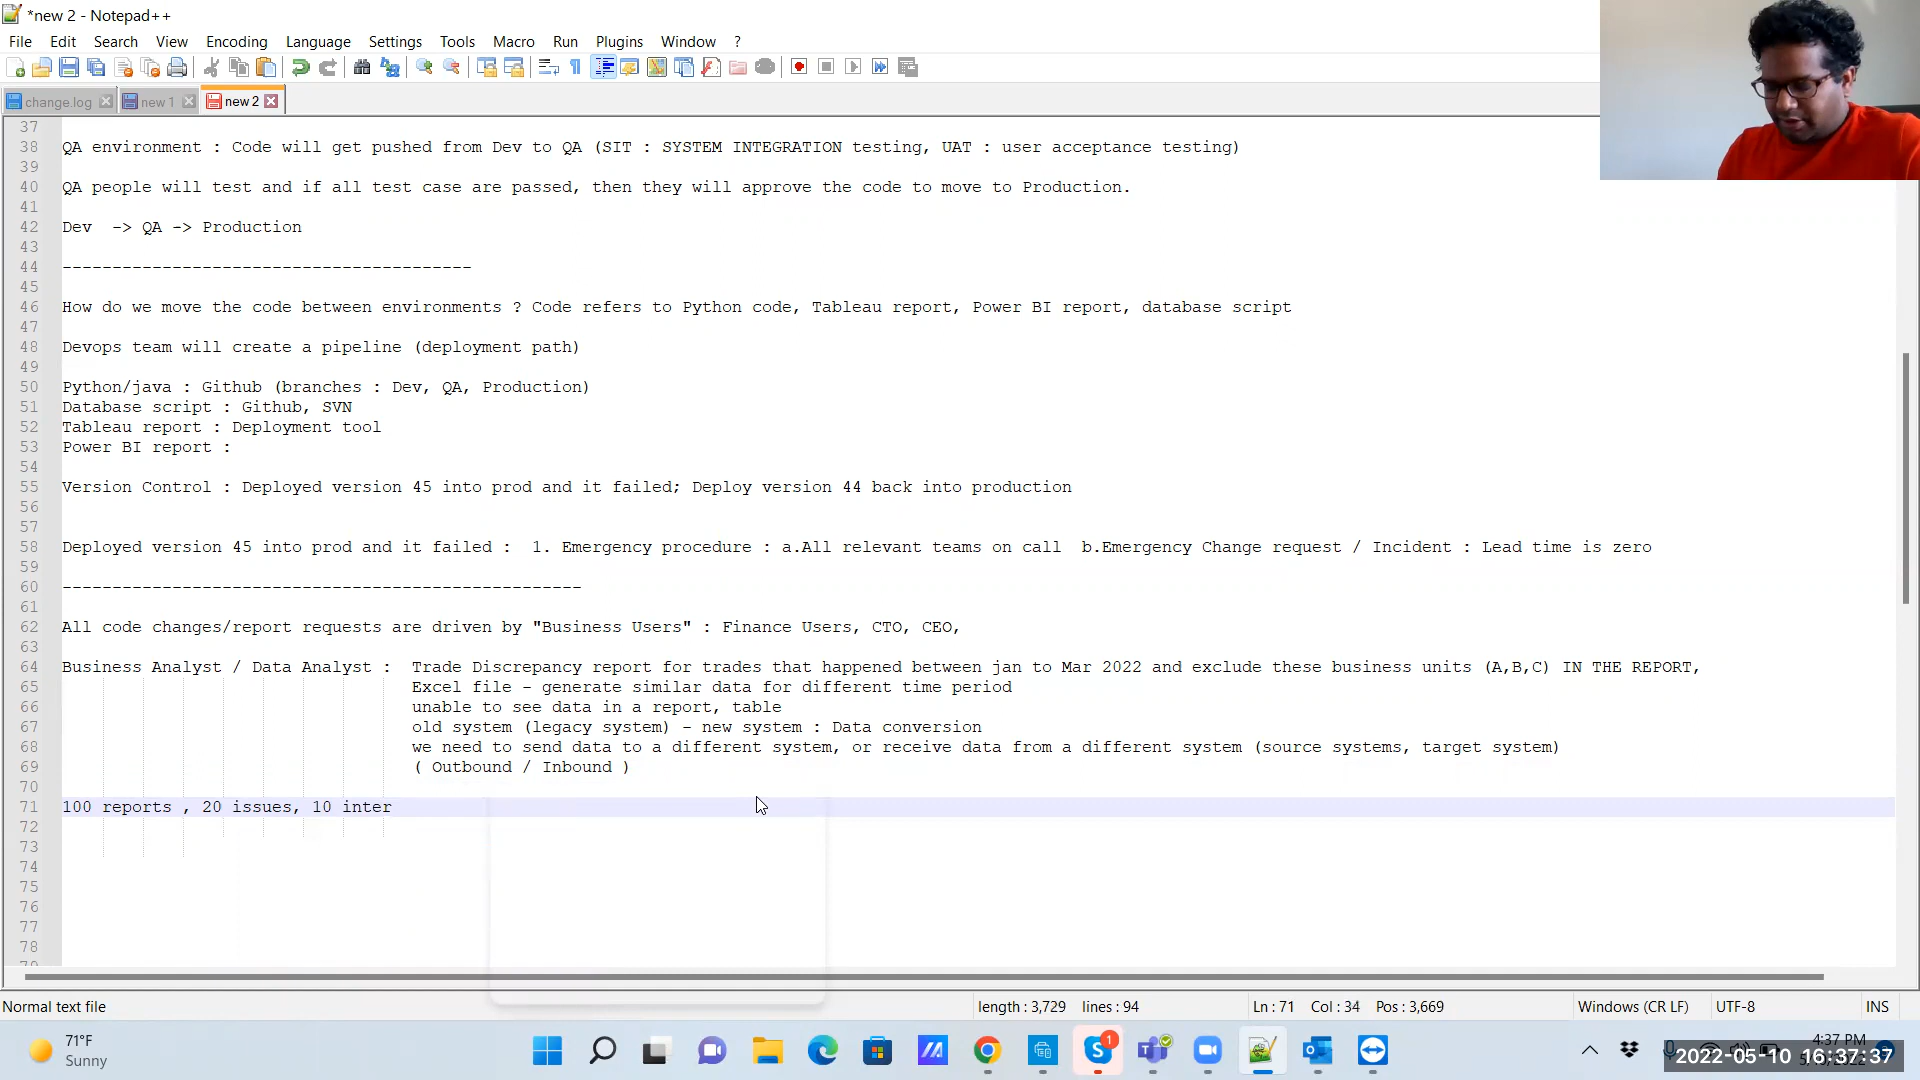 *new 2 - Notepad++
File Edit Search View Encoding Language Settings Tools Macro Run Plugins Window ?
change.log new 1 new 2
37
38 QA environment : Code will get pushed from Dev to QA (SIT : SYSTEM INTEGRATION testing, UAT : user acceptance testing)
39
40 QA people will test and if all test case are passed, then they will approve the code to move to Production.
41
42 Dev -> QA -> Production
43
44 -----------------------------------------
45
46 How do we move the code between environments ? Code refers to Python code, Tableau report, Power BI report, database script
47
48 Devops team will create a pipeline (deployment path)
49
50 Python/java : Github (branches : Dev, QA, Production)
51 Database script : Github, SVN
52 Tableau report : Deployment tool
53 Power BI report :
54
55 Version Control : Deployed version 45 into prod and it failed; Deploy version 44 back into production
56
57
58 Deployed version 45 into prod and it failed : 1. Emergency procedure : a.All relevant teams on call b.Emergency Change request / Incident : Lead time is zero
59
60 ----------------------------------------------------
61
62 All code changes/report requests are driven by "Business Users" : Finance Users, CTO, CEO,
63
64 Business Analyst / Data Analyst : Trade Discrepancy report for trades that happened between jan to Mar 2022 and exclude these business units (A,B,C) IN THE REPORT,
65 Excel file - generate similar data for different time period
66 unable to see data in a report, table
67 old system (legacy system) - new system : Data conversion
68 we need to send data to a different system, or receive data from a different system (source systems, target system)
69 ( Outbound / Inbound )
70
71 100 reports , 20 issues, 10 inter
72
73
74
75
76
77
78
Normal text file length : 3,729 lines : 94 Ln : 71 Col : 34 Pos : 3,669 Windows (CR LF) UTF-8 INS
71°F
Sunny
1
4:37 PM
2022-05-10 16:37:37